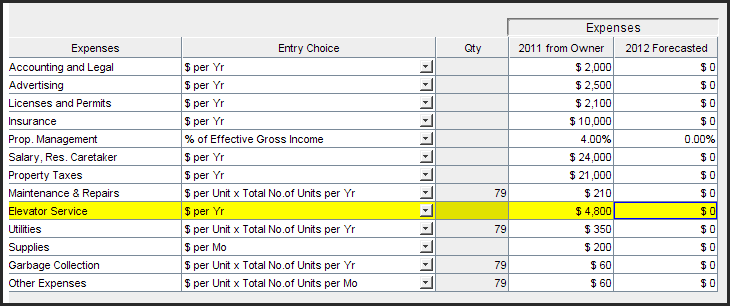 Expenses
Expenses Entry Choice Qty 2011 from Owner 2012 Forecasted
Accounting and Legal $ per Yr $ 2,000 $ 0
Advertising $ per Yr $ 2,500 $ 0
Licenses and Permits $ per Yr $ 2,100 $ 0
Insurance $ per Yr $ 10,000 $ 0
Prop. Management % of Effective Gross Income 4.00% 0.00%
Salary, Res. Caretaker $ per Yr $ 24,000 $ 0
Property Taxes $ per Yr $ 21,000 $ 0
Maintenance & Repairs $ per Unit x Total No.of Units per Yr 79 $ 210 $ 0
Elevator Service $ per Yr $ 4,800 $ 0
Utilities $ per Unit x Total No.of Units per Yr 79 $ 350 $ 0
Supplies $ per Mo $ 200 $ 0
Garbage Collection $ per Unit x Total No.of Units per Yr 79 $ 60 $ 0
Other Expenses $ per Unit x Total No.of Units per Mo 79 $ 60 $ 0